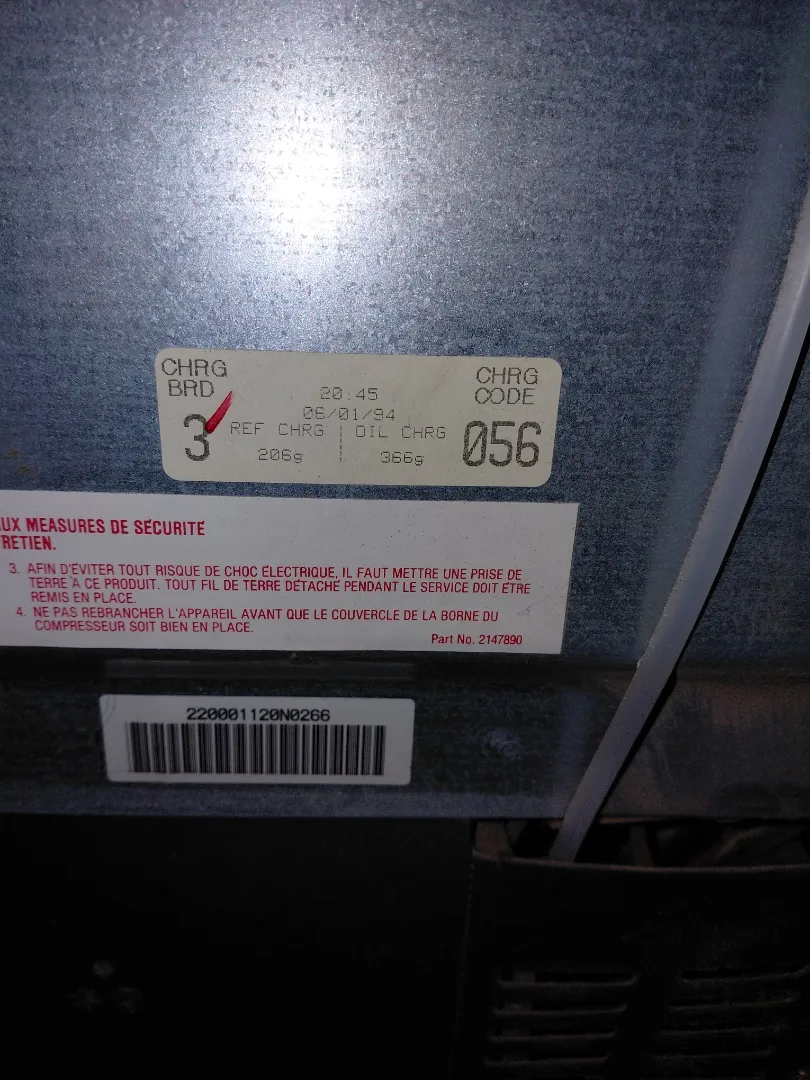 CHRG
BRD
3
20:45
06/01/94
REF CHRG | OIL CHRG
206g | 366g
CHRG
CODE
056
UX MEASURES DE SÉCURITÉ
RETIEN.
3. AFIN D'ÉVITER TOUT RISQUE DE CHOC ÉLECTRIQUE, IL FAUT METTRE UNE PRISE DE
TERRE À CE PRODUIT. TOUT FIL DE TERRE DÉTACHÉ PENDANT LE SERVICE DOIT ÊTRE
REMIS EN PLACE.
4. NE PAS REBRANCHER L'APPAREIL AVANT QUE LE COUVERCLE DE LA BORNE DU
COMPRESSEUR SOIT BIEN EN PLACE.
Part No. 2147890
220001120N0266